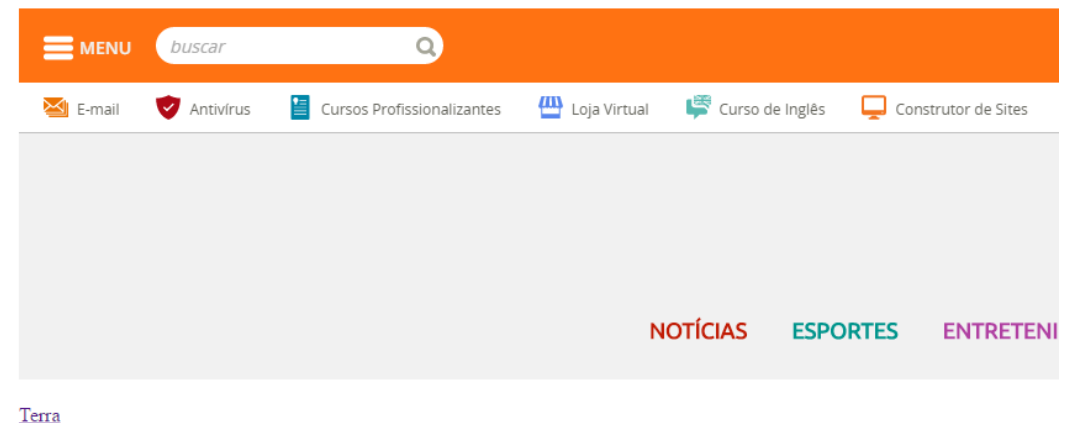 MENU buscar
E-mail Antivírus Cursos Profissionalizantes Loja Virtual Curso de Inglês Construtor de Sites
NOTÍCIAS ESPORTES ENTRETENI
Terra